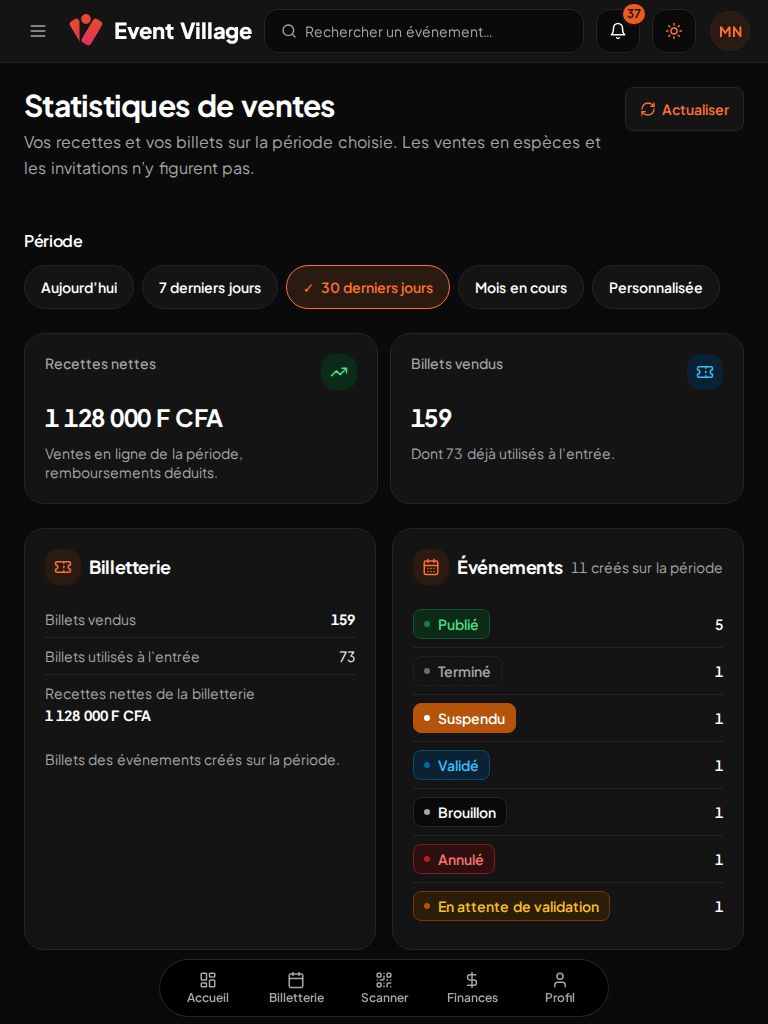 Event Village
Rechercher un événement…
37
MN
Statistiques de ventes
Actualiser
Vos recettes et vos billets sur la période choisie. Les ventes en espèces et
les invitations n’y figurent pas.
Période
Aujourd’hui
7 derniers jours
✓ 30 derniers jours
Mois en cours
Personnalisée
Recettes nettes
1 128 000 F CFA
Ventes en ligne de la période,
remboursements déduits.
Billets vendus
159
Dont 73 déjà utilisés à l’entrée.
Billetterie
Billets vendus 159
Billets utilisés à l’entrée 73
Recettes nettes de la billetterie
1 128 000 F CFA
Billets des événements créés sur la période.
Événements 11 créés sur la période
Publié 5
Terminé 1
Suspendu 1
Validé 1
Brouillon 1
Annulé 1
En attente de validation 1
Accueil
Billetterie
Scanner
Finances
Profil